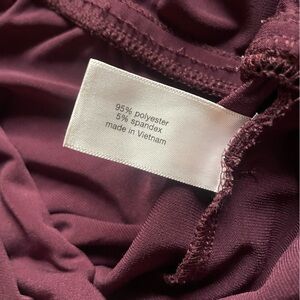 95% polyester
5% spandex
made in Vietnam